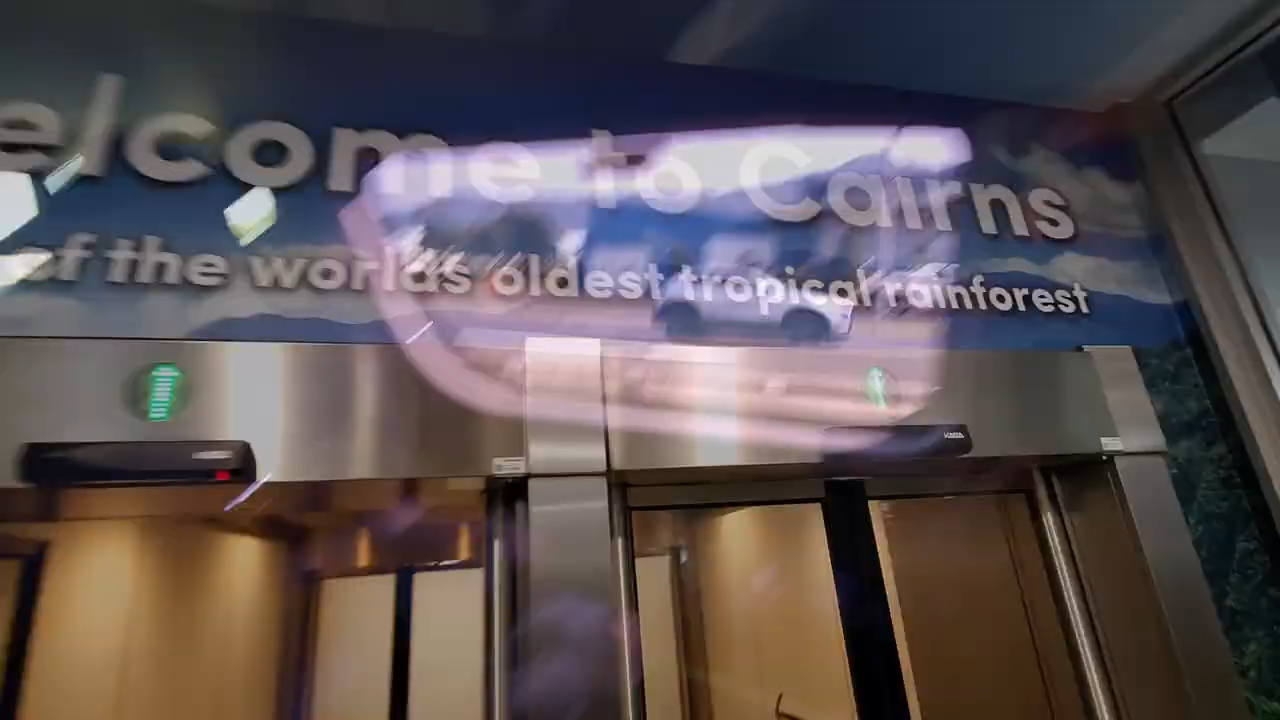 elcome to Cairns
of the worlds oldest tropical rainforest